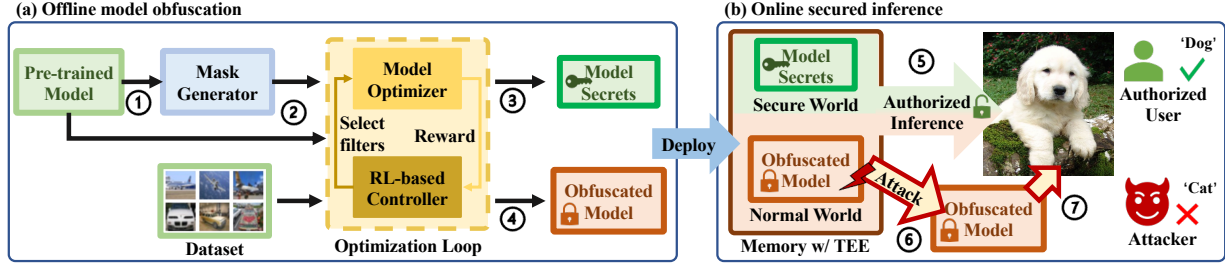 (a) Offline model obfuscation
Pre-trained
Model
①
Mask
Generator
②
Model
Optimizer
Select
filters
Reward
RL-based
Controller
Optimization Loop
Dataset
③
Model
Secrets
④
Obfuscated
Model
Deploy
(b) Online secured inference
Model
Secrets
Secure World
Obfuscated
Model
Normal World
Memory w/ TEE
⑤
Authorized
Inference
Attack
⑥
Obfuscated
Model
⑦
'Dog'
Authorized
User
'Cat'
Attacker